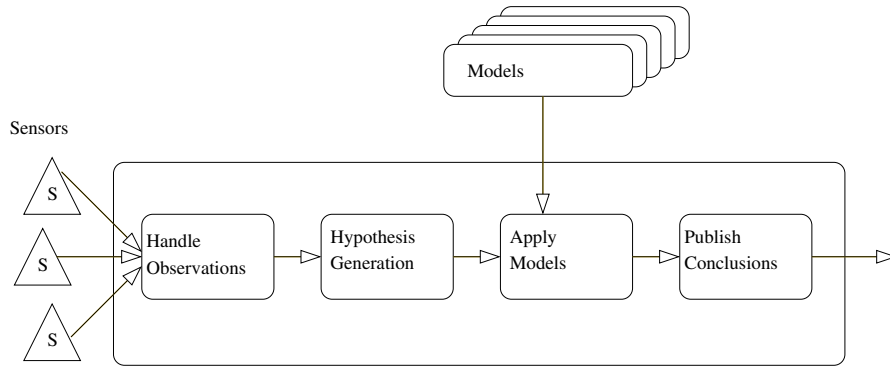 Models
Sensors
S
S
S
Handle
Observations
Hypothesis
Generation
Apply
Models
Publish
Conclusions